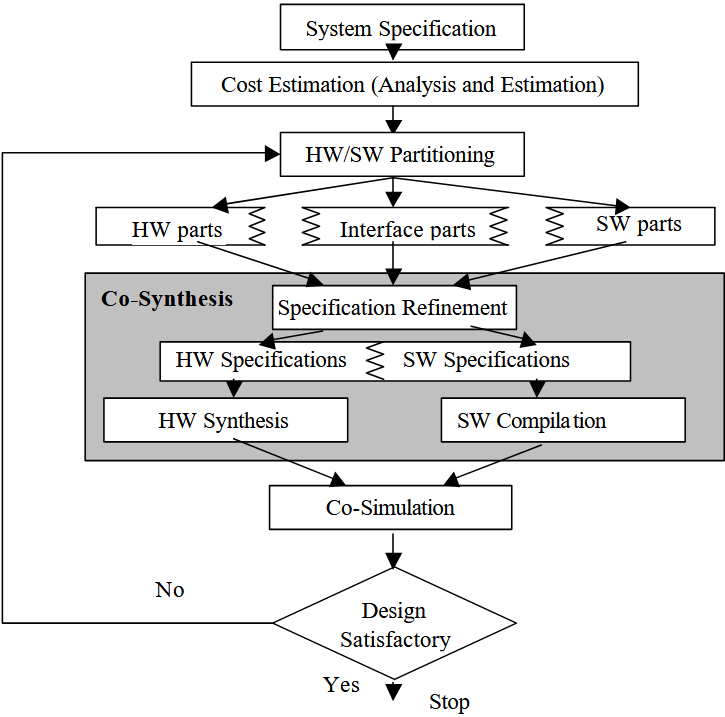 System Specification
Cost Estimation (Analysis and Estimation)
HW/SW Partitioning
HW parts
Interface parts
SW parts
Co-Synthesis
Specification Refinement
HW Specifications
SW Specifications
HW Synthesis
SW Compilation
Co-Simulation
No
Design
Satisfactory
Yes
Stop